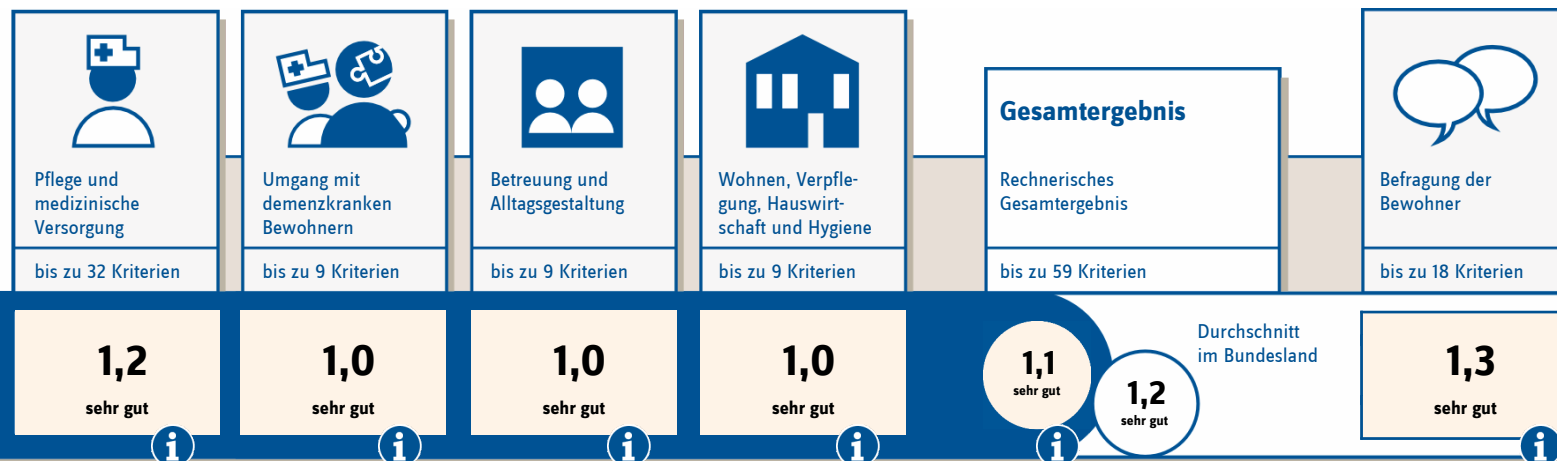 Pflege und
medizinische
Versorgung
bis zu 32 Kriterien
1,2
sehr gut
i
Umgang mit
demenzkranken
Bewohnern
bis zu 9 Kriterien
1,0
sehr gut
i
Betreuung und
Alltagsgestaltung
bis zu 9 Kriterien
1,0
sehr gut
i
Wohnen, Verpfle-
gung, Hauswirt-
schaft und Hygiene
bis zu 9 Kriterien
1,0
sehr gut
i
Gesamtergebnis
Rechnerisches
Gesamtergebnis
bis zu 59 Kriterien
1,1
sehr gut
i
Durchschnitt
im Bundesland
1,2
sehr gut
Befragung der
Bewohner
bis zu 18 Kriterien
1,3
sehr gut
i